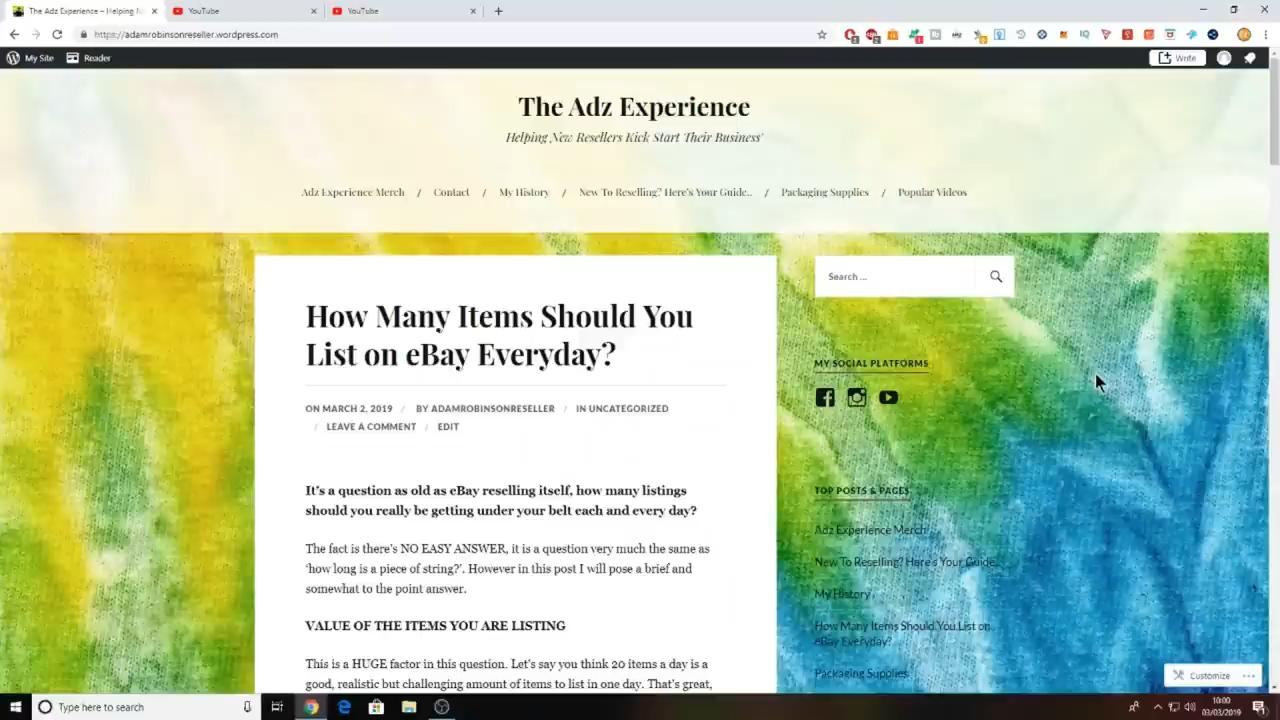 The Adz Experience – Helping N
YouTube
YouTube
https://adamrobinsonreseller.wordpress.com
My Site
Reader
Write
The Adz Experience
Helping New Resellers Kick Start Their Business'
Adz Experience Merch / Contact / My History / New To Reselling? Here's Your Guide.. / Packaging Supplies / Popular Videos
How Many Items Should You
List on eBay Everyday?
ON MARCH 2, 2019 / BY ADAMROBINSONRESELLER / IN UNCATEGORIZED
/ LEAVE A COMMENT / EDIT
It's a question as old as eBay reselling itself, how many listings
should you really be getting under your belt each and every day?
The fact is there's NO EASY ANSWER, it is a question very much the same as
'how long is a piece of string?'. However in this post I will pose a brief and
somewhat to the point answer.
VALUE OF THE ITEMS YOU ARE LISTING
This is a HUGE factor in this question. Let's say you think 20 items a day is a
good, realistic but challenging amount of items to list in one day. That's great,
Search ...
MY SOCIAL PLATFORMS
TOP POSTS & PAGES
Adz Experience Merch
New To Reselling? Here's Your Guide..
My History
How Many Items Should You List on
eBay Everyday?
Packaging Supplies
Customize
Type here to search
10:00
03/03/2019